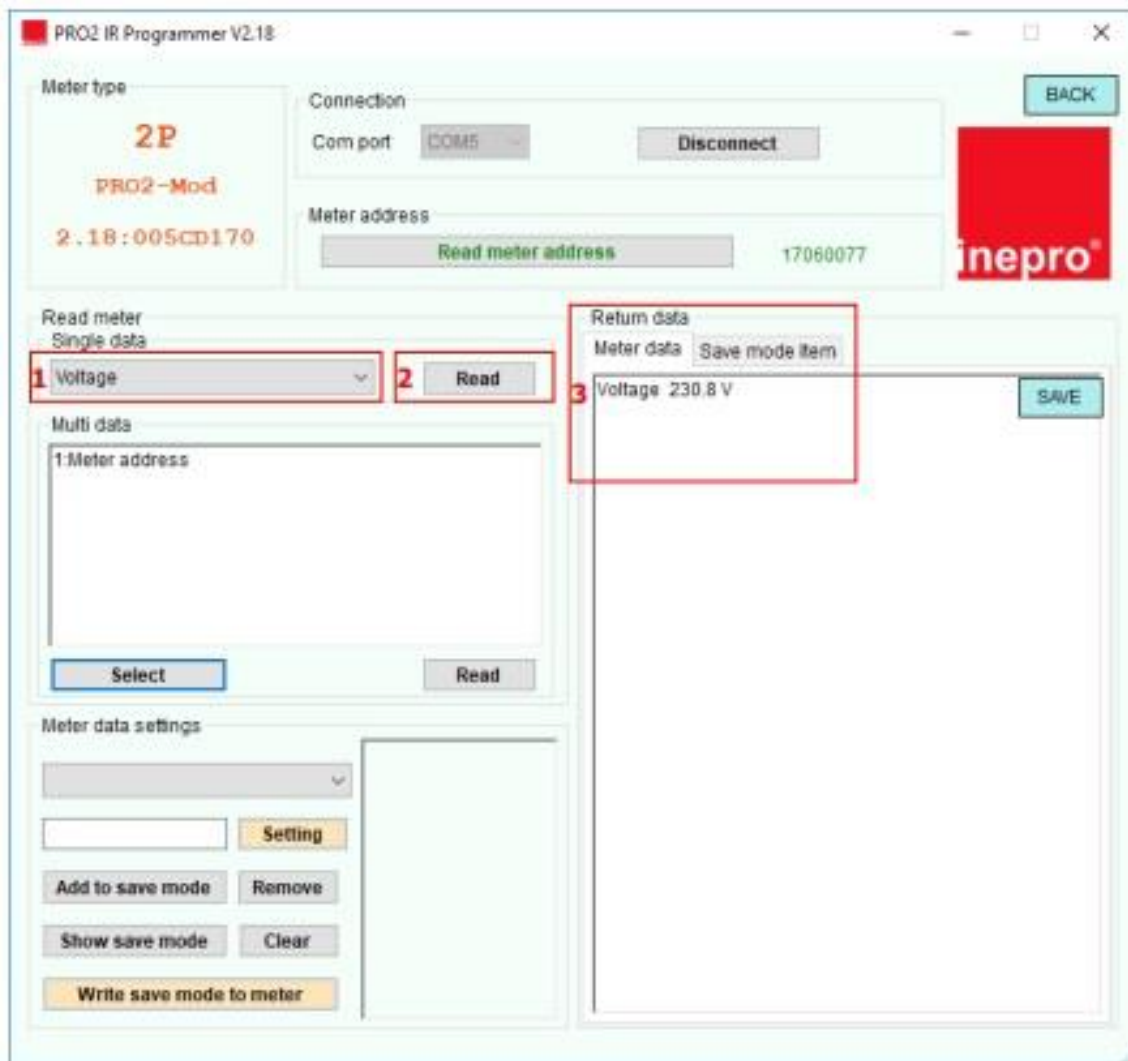 PRO2 IR Programmer V2.18
BACK
Meter type
2P
PRO2-Mod
2.18:005CD170
Connection
Com port COM5 Disconnect
Meter address
Read meter address 17060077
inepro®
Read meter
Single data
1 Voltage 2 Read
Multi data
1:Meter address
Select Read
Return data
Meter data Save mode Item
3 Voltage 230.8 V SAVE
Meter data settings
Setting
Add to save mode Remove
Show save mode Clear
Write save mode to meter